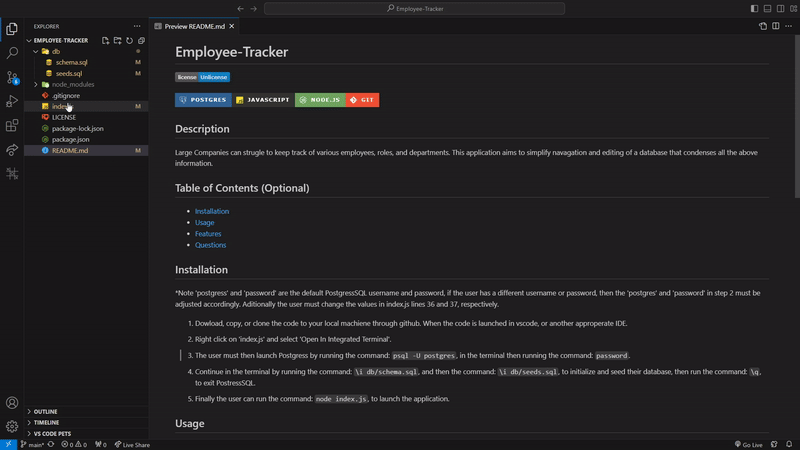 Employee-Tracker
EXPLORER
Preview README.md
EMPLOYEE-TRACKER
db
schema.sql M
seeds.sql M
node_modules
.gitignore
index.js M
LICENSE
package-lock.json
package.json
README.md M
Employee-Tracker
license Unlicense
POSTGRES JAVASCRIPT NODE.JS GIT
Description
Large Companies can strugle to keep track of various employees, roles, and departments. This application aims to simplify navagation and editing of a database that condenses all the above
information.
Table of Contents (Optional)
Installation
Usage
Features
Questions
Installation
*Note 'postgress' and 'password' are the default PostgresSQL username and password, if the user has a different username or password, then the 'postgres' and 'password' in step 2 must be
adjusted accordingly. Aditionally the user must change the values in index.js lines 36 and 37, respectively.
1. Dowload, copy, or clone the code to your local machiene through github. When the code is launched in vscode, or another approperate IDE.
2. Right click on 'index.js' and select 'Open In Integrated Terminal'.
3. The user must then launch Postgress by running the command: psql -U postgres, in the terminal then running the command: password.
4. Continue in the terminal by running the command: \i db/schema.sql, and then the command: \i db/seeds.sql, to initialize and seed their database, then run the command: \q,
to exit PostressSQL.
5. Finally the user can run the command: node index.js, to launch the application.
Usage
OUTLINE
TIMELINE
VS CODE PETS
main* 0 0 0 Live Share Go Live